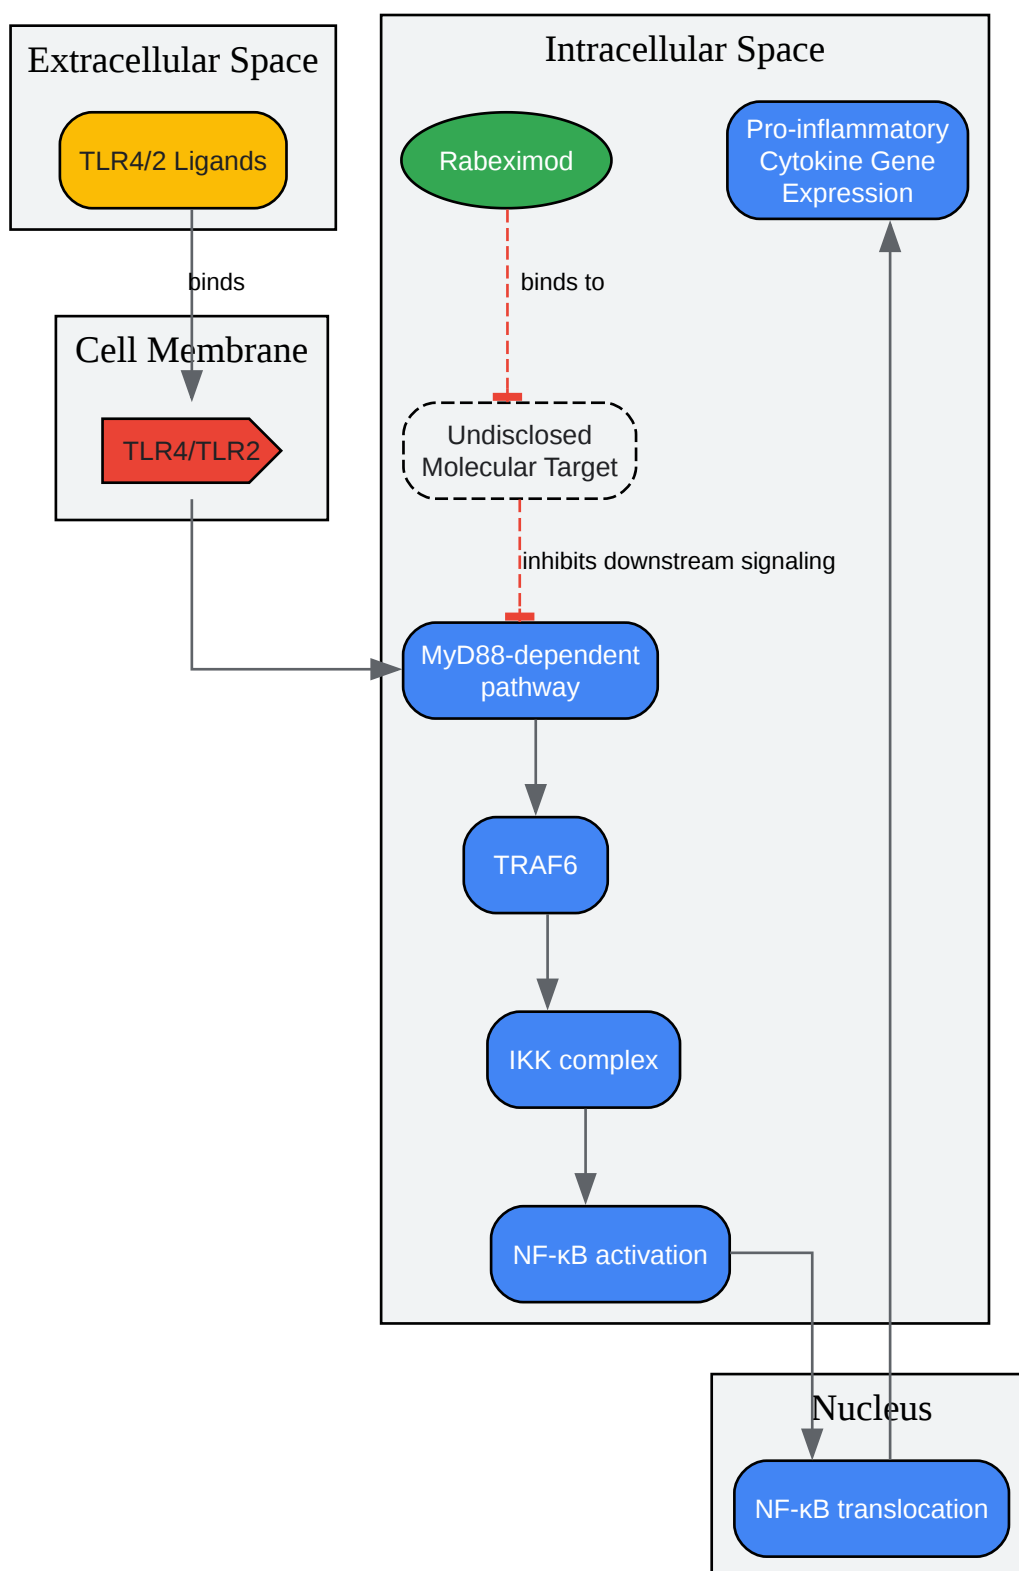 Extracellular Space
TLR4/2 Ligands
binds
Cell Membrane
TLR4/TLR2
Intracellular Space
Rabeximod
Pro-inflammatory
Cytokine Gene
Expression
binds to
Undisclosed
Molecular Target
inhibits downstream signaling
MyD88-dependent
pathway
TRAF6
IKK complex
NF-κB activation
Nucleus
NF-κB translocation